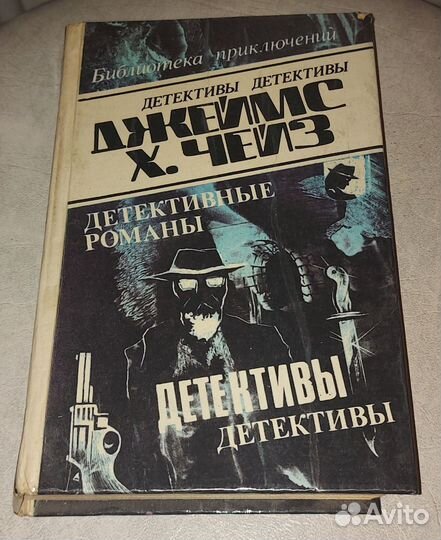 Библиотека приключений
ДЕТЕКТИВЫ ДЕТЕКТИВЫ
ДЖЕЙМС
Х. ЧЕЙЗ
ДЕТЕКТИВНЫЕ
РОМАНЫ
ДЕТЕКТИВЫ
ДЕТЕКТИВЫ
Avito